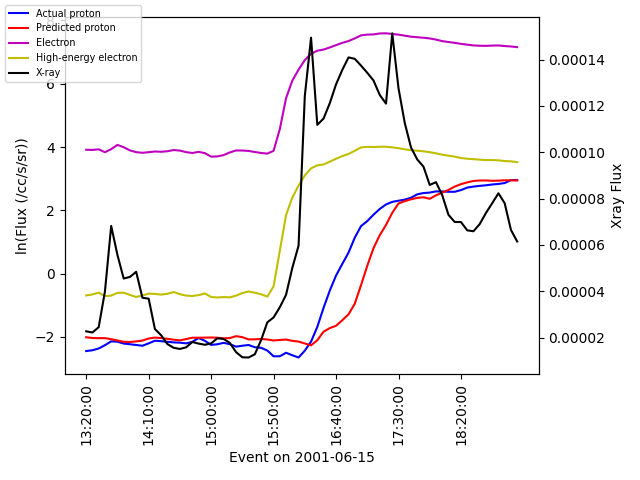 Actual proton
Predicted proton
Electron
High-energy electron
X-ray
6
4
2
0
−2
ln(Flux (/cc/s/sr))
0.00014
0.00012
0.00010
0.00008
0.00006
0.00004
0.00002
Xray Flux
13:20:00
14:10:00
15:00:00
15:50:00
16:40:00
17:30:00
18:20:00
Event on 2001-06-15